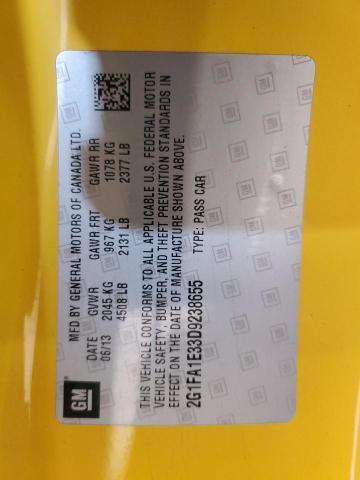 GM
MFD BY GENERAL MOTORS OF CANADA LTD.
DATE GVWR GAWR FRT GAWR RR
06/13 2045 KG 967 KG 1078 KG
4508 LB 2131 LB 2377 LB
THIS VEHICLE CONFORMS TO ALL APPLICABLE U.S. FEDERAL MOTOR
VEHICLE SAFETY, BUMPER, AND THEFT PREVENTION STANDARDS IN
EFFECT ON THE DATE OF MANUFACTURE SHOWN ABOVE.
2G1FA1E33D9238655 TYPE: PASS CAR